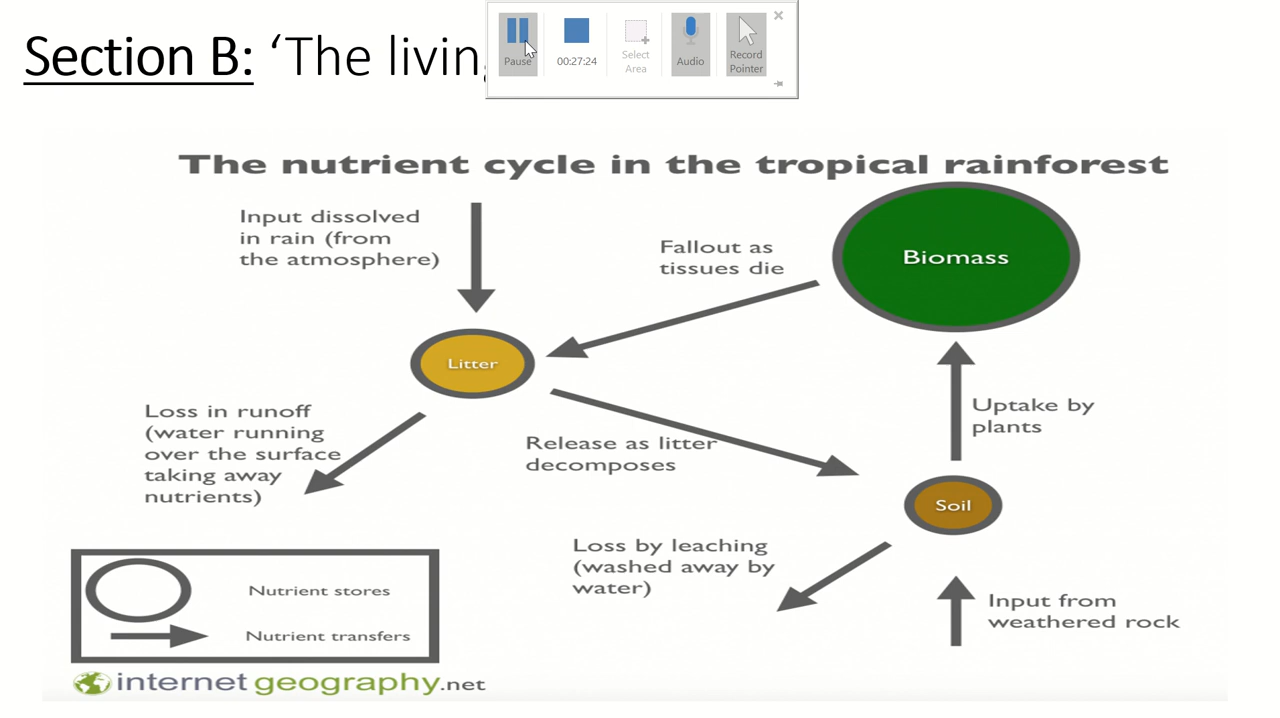 Section B: ‘The living
Pause
00:27:24
Select
Area
Audio
Record
Pointer
The nutrient cycle in the tropical rainforest
Input dissolved
in rain (from
the atmosphere)
Fallout as
tissues die
Biomass
Litter
Loss in runoff
(water running
over the surface
taking away
nutrients)
Release as litter
decomposes
Uptake by
plants
Soil
Loss by leaching
(washed away by
water)
Input from
weathered rock
Nutrient stores
Nutrient transfers
internetgeography.net